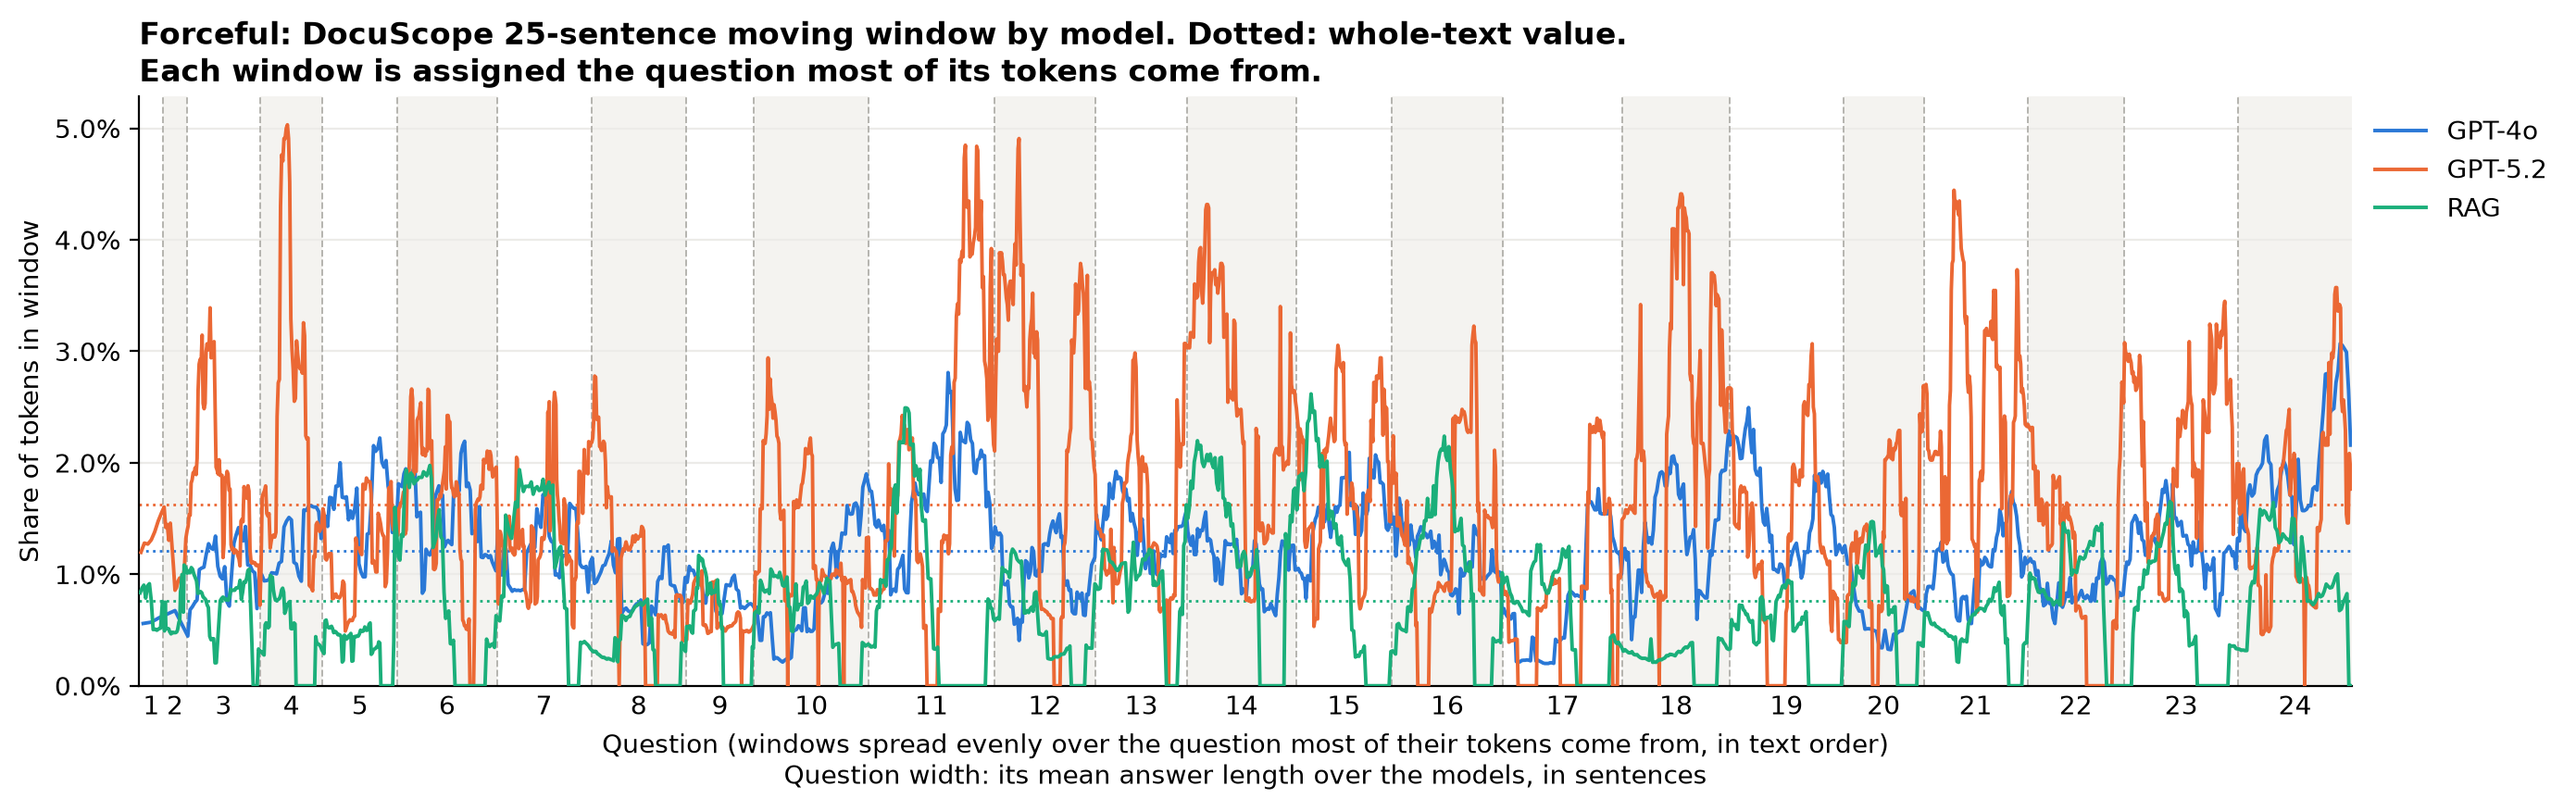 Forceful: DocuScope 25-sentence moving window by model. Dotted: whole-text value.
Each window is assigned the question most of its tokens come from.
Share of tokens in window
5.0%
4.0%
3.0%
2.0%
1.0%
0.0%
GPT-4o
GPT-5.2
RAG
1 2 3 4 5 6 7 8 9 10 11 12 13 14 15 16 17 18 19 20 21 22 23 24
Question (windows spread evenly over the question most of their tokens come from, in text order)
Question width: its mean answer length over the models, in sentences